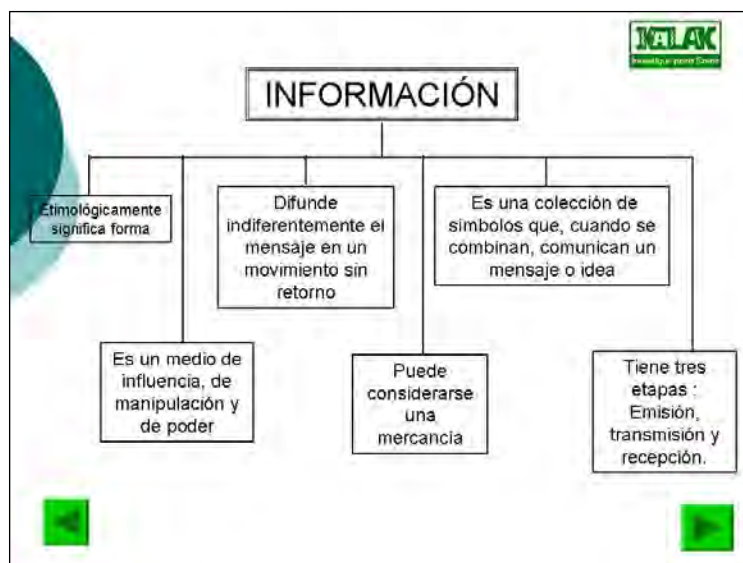 KALAK
INFORMACIÓN
Etimológicamente
significa forma
Difunde
indiferentemente el
mensaje en un
movimiento sin
retorno
Es una colección de
símbolos que, cuando se
combinan, comunican un
mensaje o idea
Es un medio de
influencia, de
manipulación y
de poder
Puede
considerarse
una
mercancía
Tiene tres
etapas :
Emisión,
transmisión y
recepción.